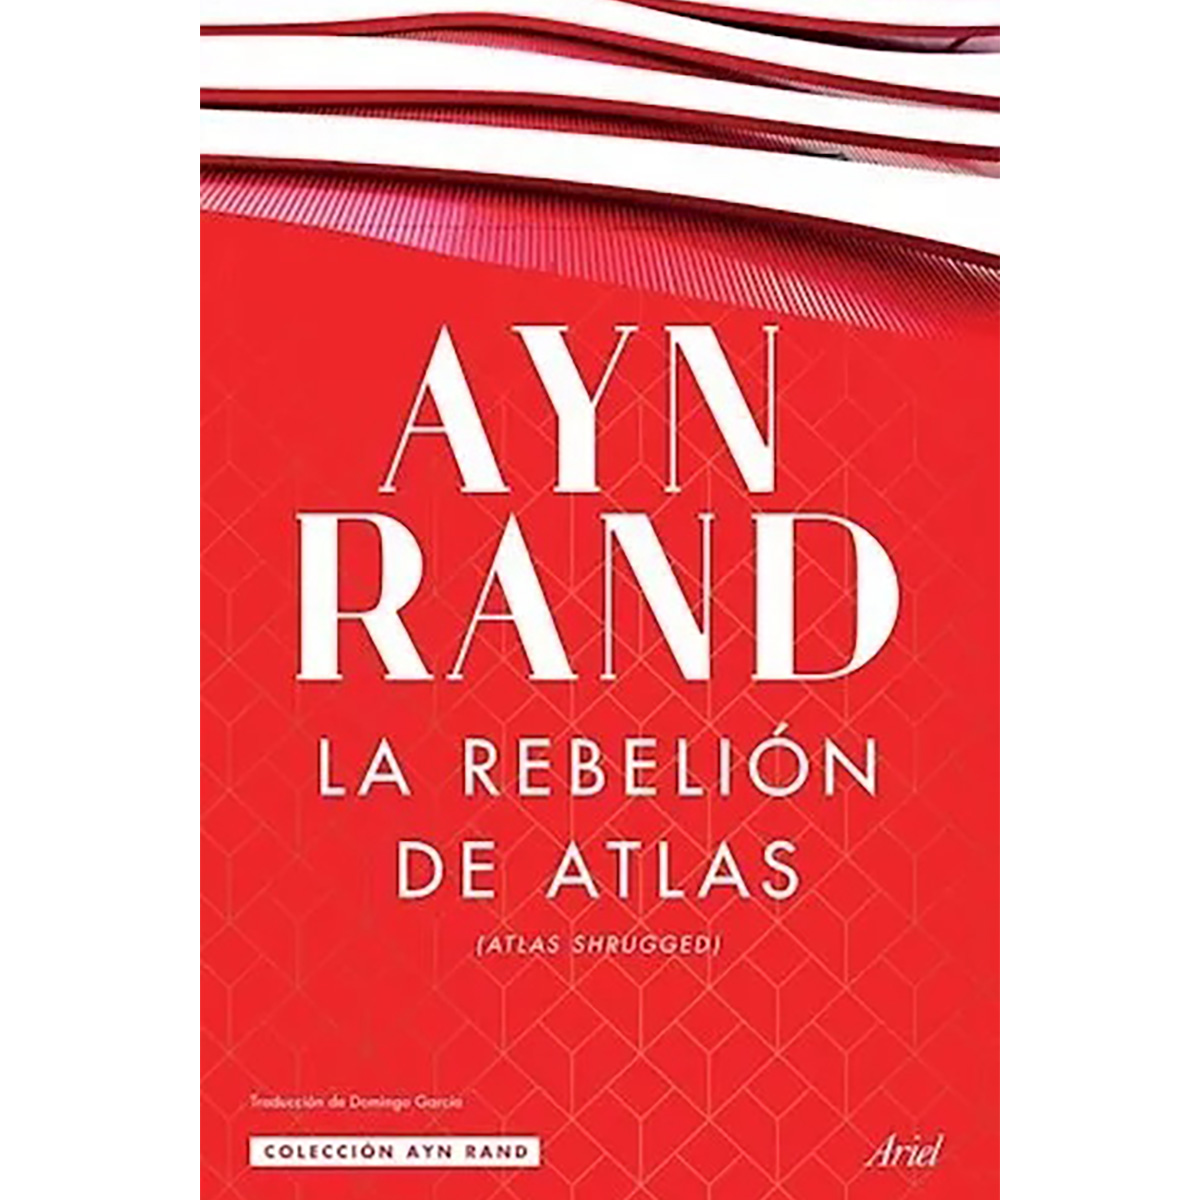 AYN
RAND
LA REBELIÓN
DE ATLAS
(ATLAS SHRUGGED)
Traducción de Domingo García
COLECCIÓN AYN RAND
Ariel